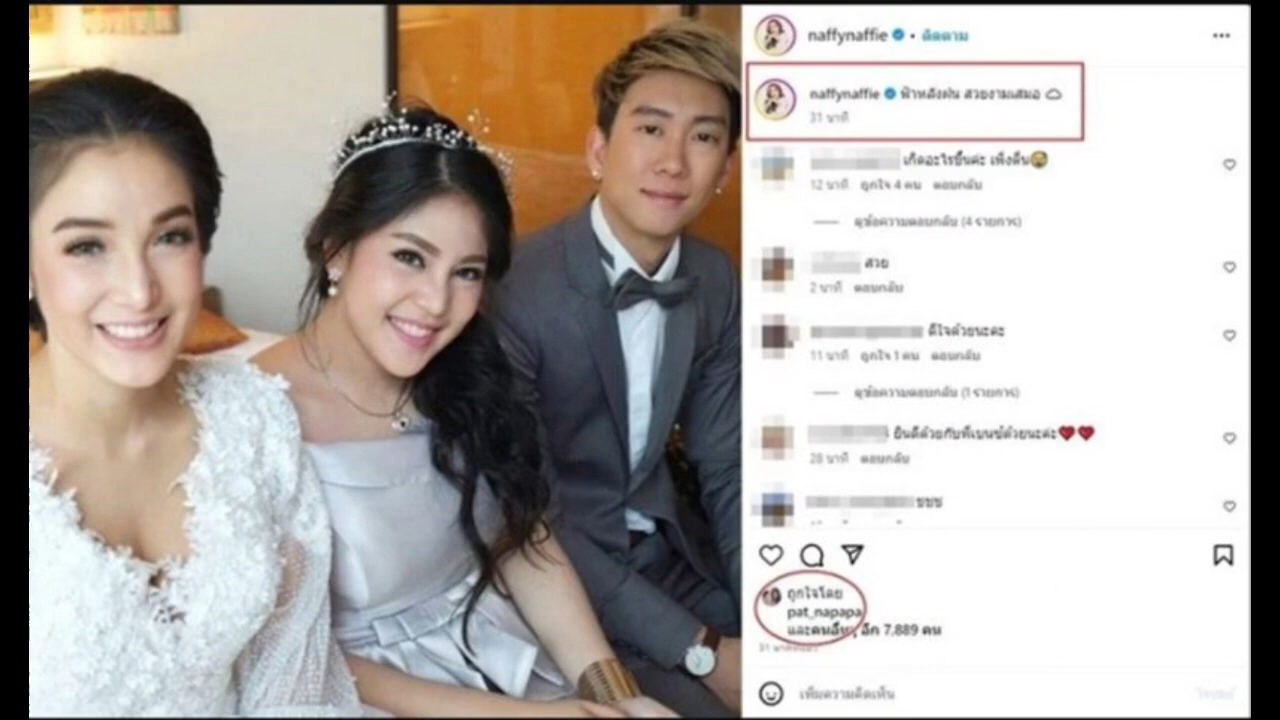 naffynaffie • ติดตาม
naffynaffie ฟ้าหลังฝน สวยงามเสมอ
31 นาที
เกิดอะไรขึ้นคะ เพิ่งตื่น
12 นาที ถูกใจ 4 คน ตอบกลับ
ดูข้อความตอบกลับ (4 รายการ)
สวย
2 นาที ตอบกลับ
ดีใจด้วยนะคะ
11 นาที ถูกใจ 1 คน ตอบกลับ
ดูข้อความตอบกลับ (1 รายการ)
ยินดีด้วยกับพี่เบนซ์ด้วยนะคะ
28 นาที ตอบกลับ
ถูกใจโดย
pat_napapa
และคนอื่นๆ อีก 7,889 คน
31 นาทีที่แล้ว
เพิ่มความคิดเห็น